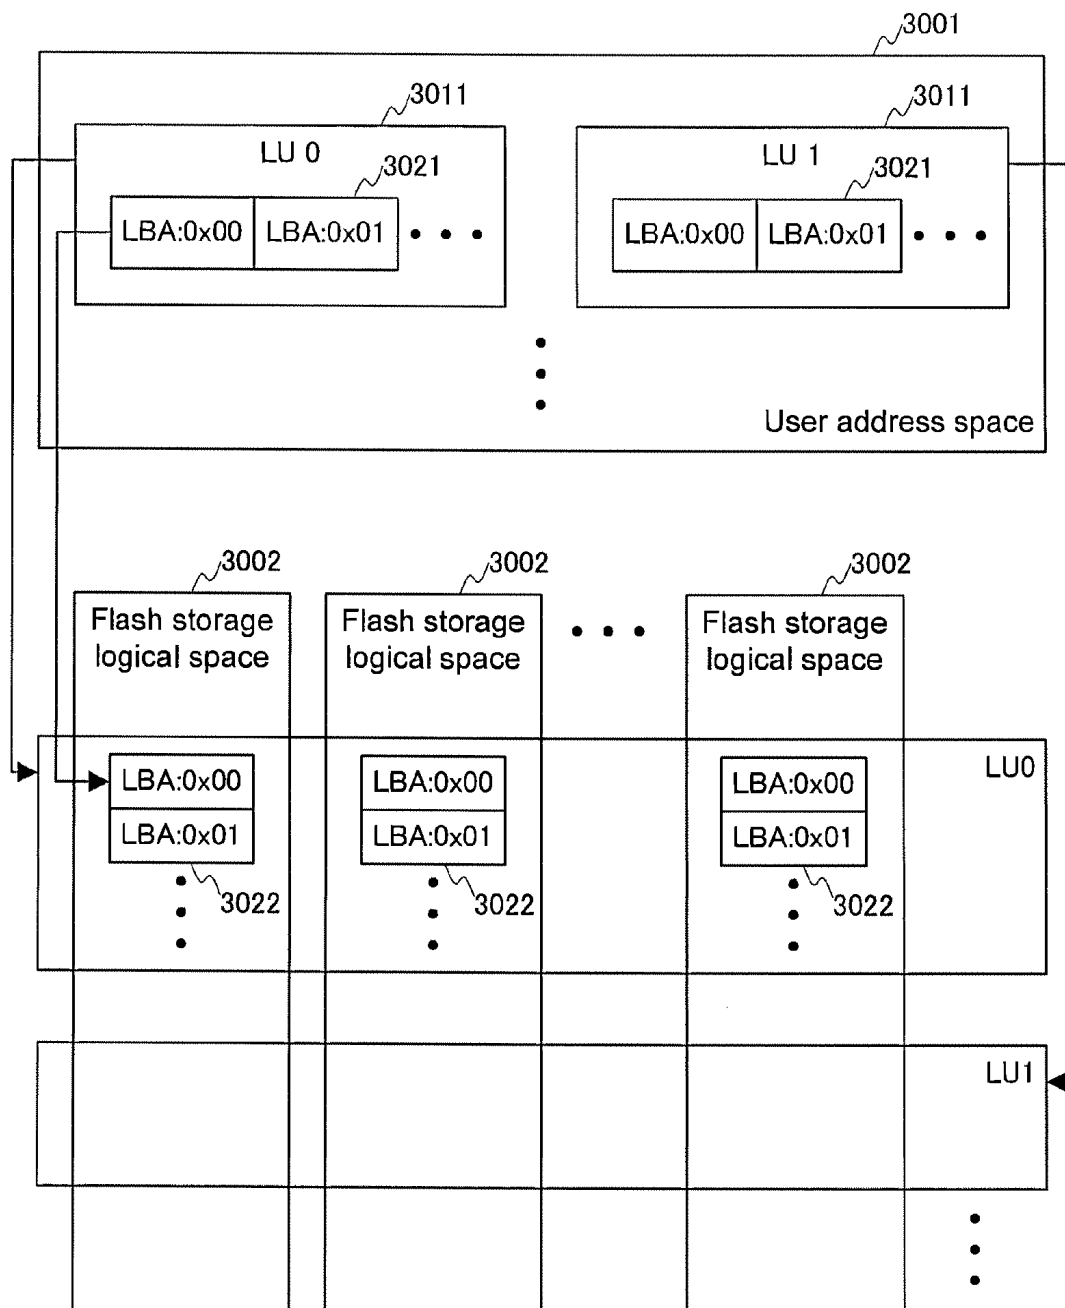 3001
3011
3011
LU 0
LU 1
3021
3021
LBA:0x00 LBA:0x01 • • •
LBA:0x00 LBA:0x01 • • •
User address space
3002
3002
3002
Flash storage
logical space
Flash storage
logical space
• • •
Flash storage
logical space
LU0
LBA:0x00
LBA:0x00
LBA:0x00
LBA:0x01
LBA:0x01
LBA:0x01
3022
3022
3022
LU1